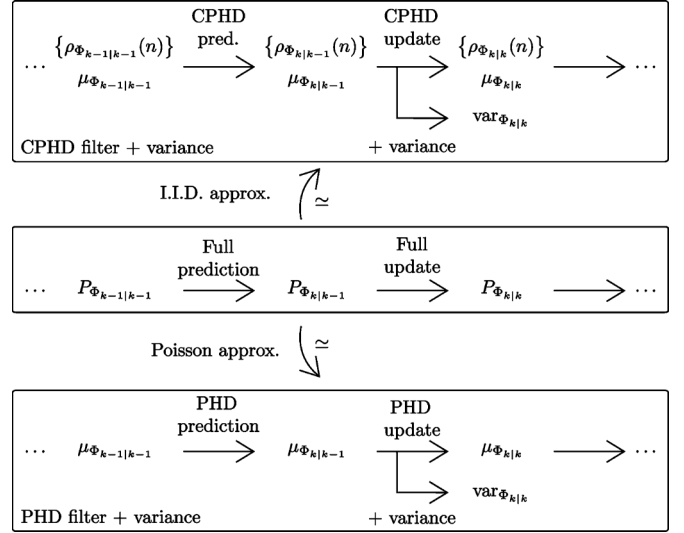 CPHD
pred.
CPHD
update
··· {ρ_{Φ_{k−1|k−1}}(n)} {ρ_{Φ_{k|k−1}}(n)} {ρ_{Φ_{k|k}}(n)} ···
μ_{Φ_{k−1|k−1}} μ_{Φ_{k|k−1}} μ_{Φ_{k|k}}
var_{Φ_{k|k}}
CPHD filter + variance + variance
I.I.D. approx. ≃
Full
prediction
Full
update
··· P_{Φ_{k−1|k−1}} P_{Φ_{k|k−1}} P_{Φ_{k|k}} ···
Poisson approx. ≃
PHD
prediction
PHD
update
··· μ_{Φ_{k−1|k−1}} μ_{Φ_{k|k−1}} μ_{Φ_{k|k}} ···
var_{Φ_{k|k}}
PHD filter + variance + variance